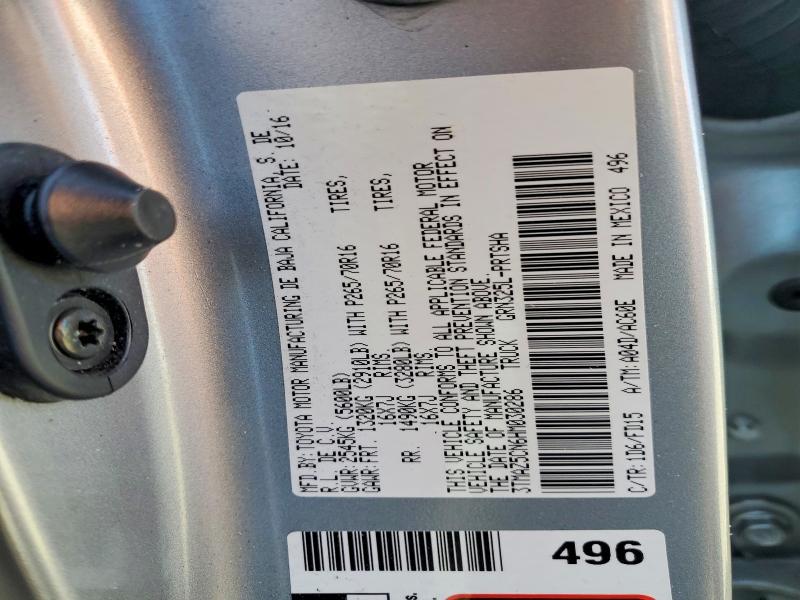 MFD.BY: TOYOTA MOTOR MANUFACTURING DE BAJA CALIFORNIA, S. DE
R.L. DE C.V. DATE: 10/16
GVWR: 2545KG (5600LB)
GAWR: FRT. 1320KG (2910LB) WITH P265/70R16 TIRES,
16X7J RIMS,
RR. 1490KG (3280LB) WITH P265/70R16 TIRES,
16X7J RIMS.
THIS VEHICLE CONFORMS TO ALL APPLICABLE FEDERAL MOTOR
VEHICLE SAFETY AND THEFT PREVENTION STANDARDS IN EFFECT ON
THE DATE OF MANUFACTURE SHOWN ABOVE.
3TMAZ5CN6HM030286 TRUCK GRN325L-PRTSHA
C/TR: 1D6/FD15 A/TM: A04D/AC60E MADE IN MEXICO 496
496